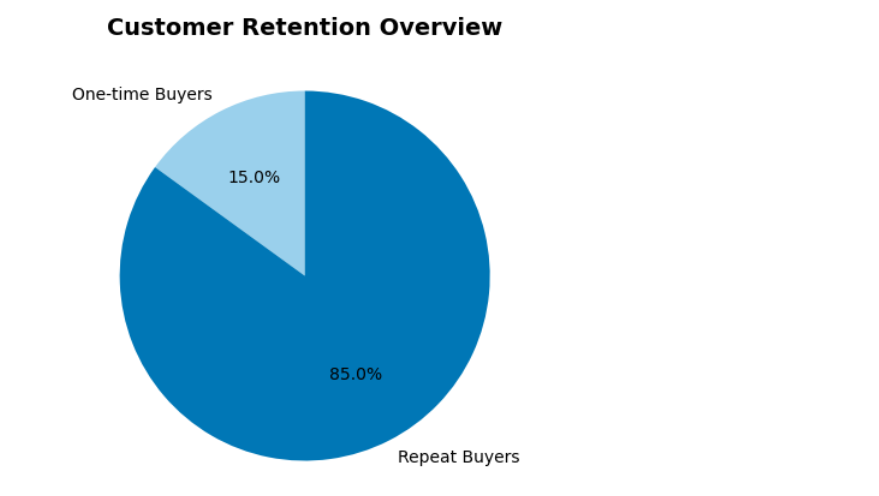 Customer Retention Overview
One-time Buyers
15.0%
85.0%
Repeat Buyers